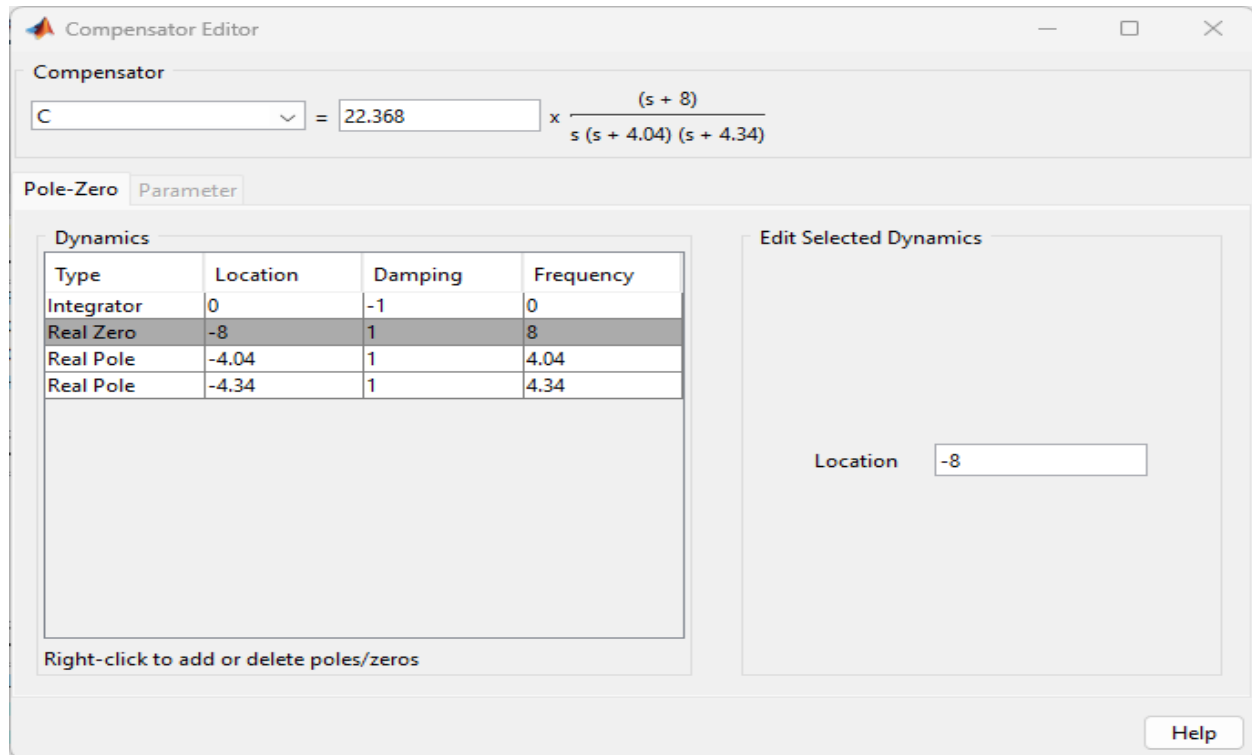 Compensator Editor
Compensator
C = 22.368 x (s + 8)
s (s + 4.04) (s + 4.34)
Pole-Zero Parameter
Dynamics
Type Location Damping Frequency
Integrator 0 -1 0
Real Zero -8 1 8
Real Pole -4.04 1 4.04
Real Pole -4.34 1 4.34
Right-click to add or delete poles/zeros
Edit Selected Dynamics
Location -8
Help